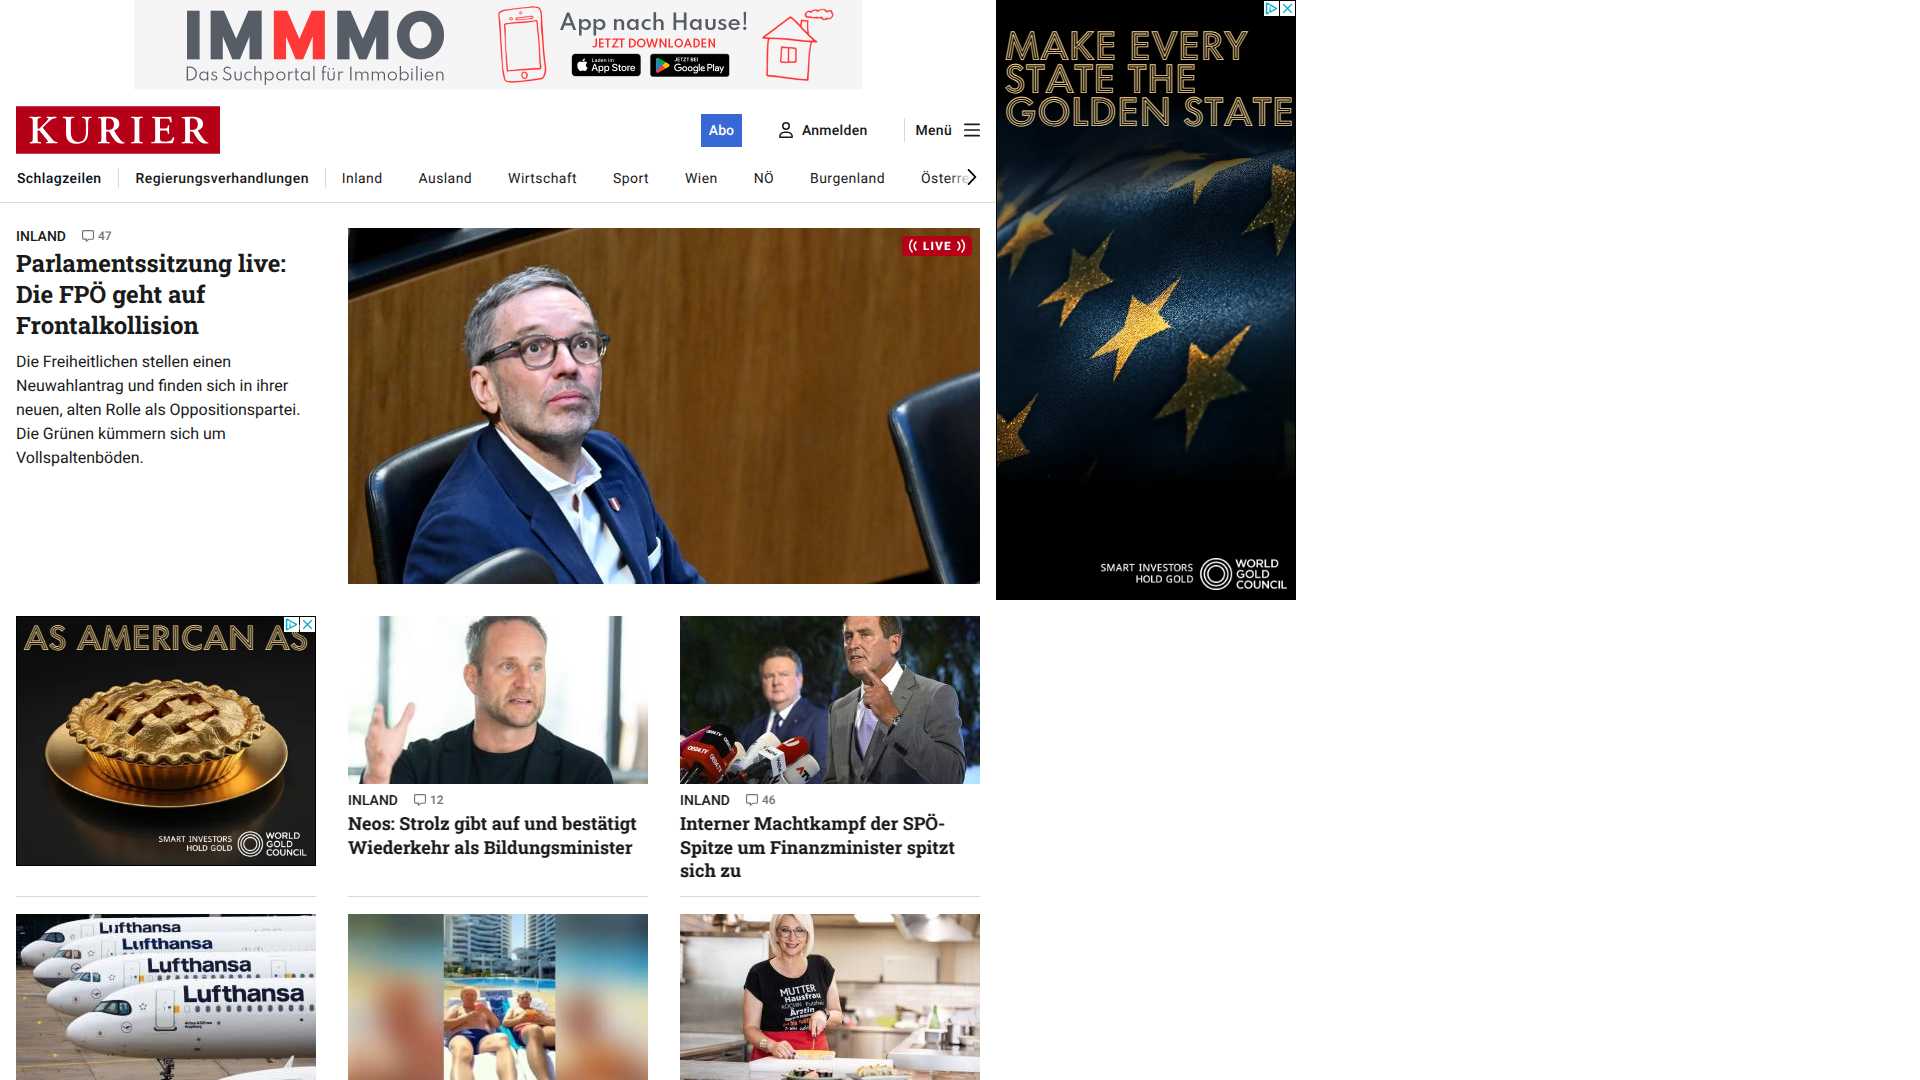 IMMMO
Das Suchportal für Immobilien
App nach Hause!
JETZT DOWNLOADEN
Laden im
App Store
JETZT BEI
Google Play
KURIER
Abo
Anmelden
Menü
Schlagzeilen
Regierungsverhandlungen
Inland
Ausland
Wirtschaft
Sport
Wien
NÖ
Burgenland
Österre
INLAND 47
Parlamentssitzung live:
Die FPÖ geht auf
Frontalkollision
Die Freiheitlichen stellen einen
Neuwahlantrag und finden sich in ihrer
neuen, alten Rolle als Oppositionspartei.
Die Grünen kümmern sich um
Vollspaltenböden.
LIVE
MAKE EVERY
STATE THE
GOLDEN STATE
SMART INVESTORS
HOLD GOLD
WORLD
GOLD
COUNCIL
AS AMERICAN AS
SMART INVESTORS
HOLD GOLD
WORLD
GOLD
COUNCIL
INLAND 12
Neos: Strolz gibt auf und bestätigt
Wiederkehr als Bildungsminister
INLAND 46
Interner Machtkampf der SPÖ-
Spitze um Finanzminister spitzt
sich zu
Lufthansa
Lufthansa
Lufthansa
Lufthansa
MUTTER
Hausfrau
KÖCHIN
Ärztin